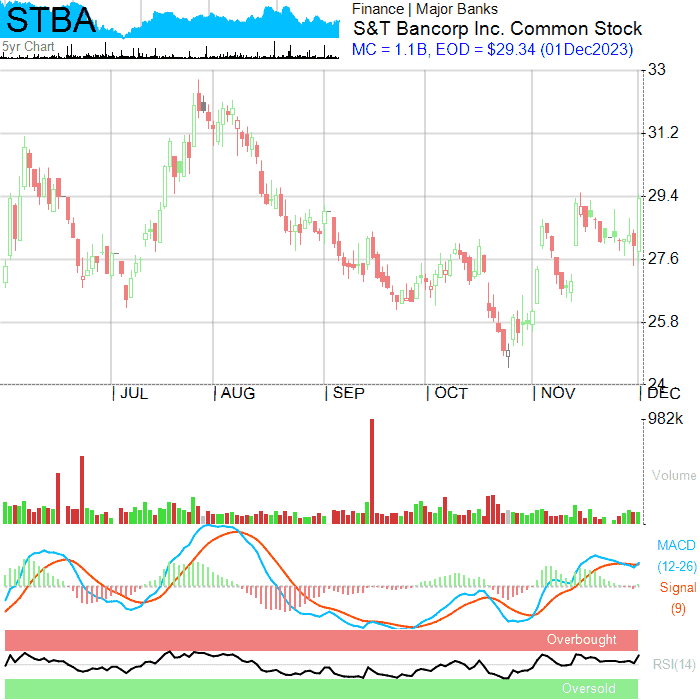 STBA
5yr Chart
Finance | Major Banks
S&T Bancorp Inc. Common Stock
MC = 1.1B, EOD = $29.34 (01Dec2023)
33
31.2
29.4
27.6
25.8
24
| JUL | AUG | SEP | OCT | NOV | DEC
982k
Volume
MACD
(12-26)
Signal
(9)
Overbought
RSI(14)
Oversold